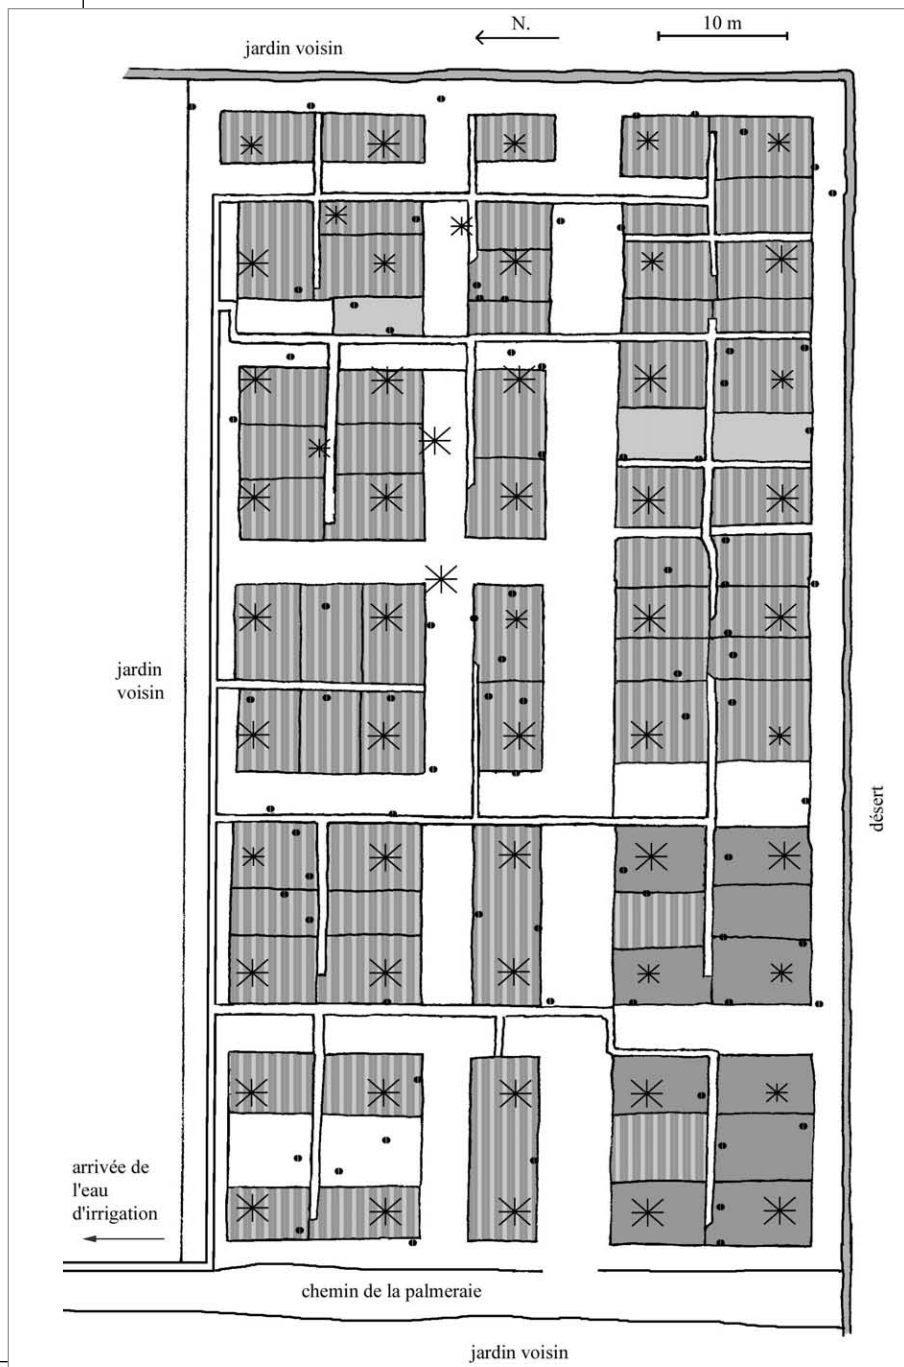 N.
10 m
jardin voisin
jardin
voisin
désert
arrivée de
l'eau
d'irrigation
chemin de la palmeraie
jardin voisin